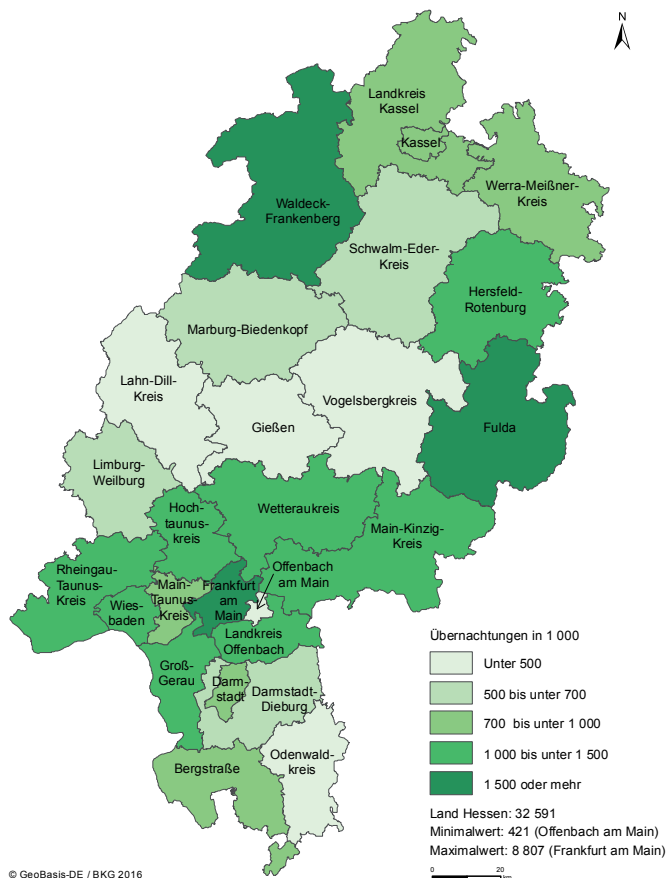 N
Landkreis
Kassel
Kassel
Werra-Meißner-
Kreis
Waldeck-
Frankenberg
Schwalm-Eder-
Kreis
Hersfeld-
Rotenburg
Marburg-Biedenkopf
Lahn-Dill-
Kreis
Vogelsbergkreis
Gießen
Fulda
Limburg-
Weilburg
Hoch-
taunus-
kreis
Wetteraukreis
Main-Kinzig-
Kreis
Rheingau-
Taunus-
Kreis
Wies-
baden
Main-
Taunus-
Kreis
Frankfurt
am
Main
Offenbach
am Main
Landkreis
Offenbach
Groß-
Gerau
Darm-
stadt
Darmstadt-
Dieburg
Odenwald-
kreis
Bergstraße
Übernachtungen in 1 000
Unter 500
500 bis unter 700
700 bis unter 1 000
1 000 bis unter 1 500
1 500 oder mehr
Land Hessen: 32 591
Minimalwert: 421 (Offenbach am Main)
Maximalwert: 8 807 (Frankfurt am Main)
0 20
km
© GeoBasis-DE / BKG 2016